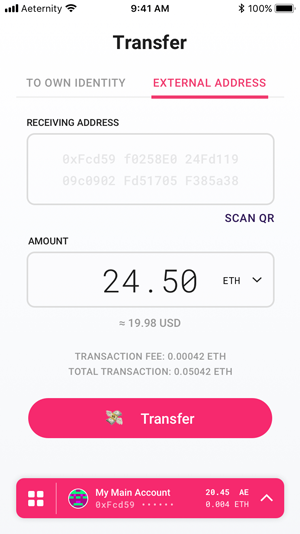 Aeternity 9:41 AM 100%
Transfer
TO OWN IDENTITY EXTERNAL ADDRESS
RECEIVING ADDRESS
0xFcd59 f0258E0 24Fd119
09c0902 Fd51705 F385a38
SCAN QR
AMOUNT
24.50 ETH
≈ 19.98 USD
TRANSACTION FEE: 0.00042 ETH
TOTAL TRANSACTION: 0.05042 ETH
Transfer
My Main Account 20.45 AE
0xFcd59 ······ 0.004 ETH